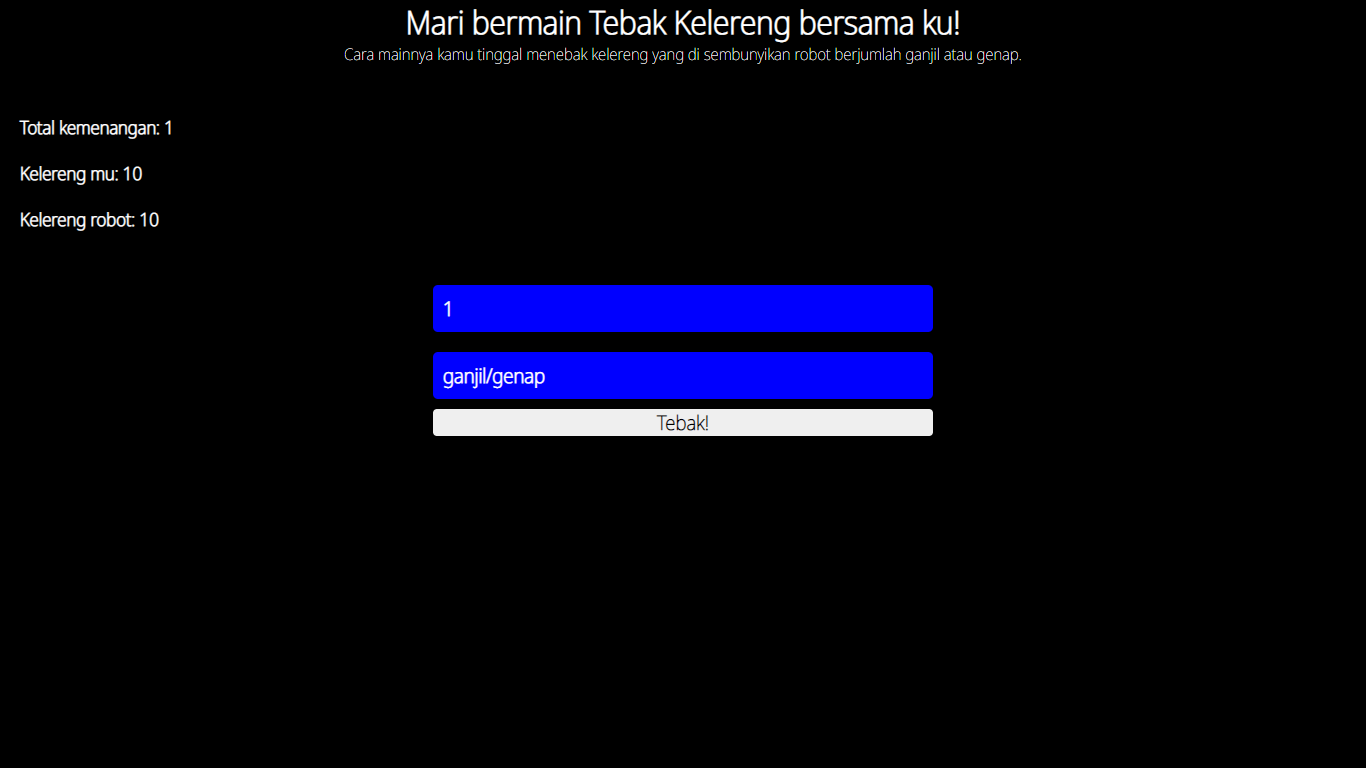 Mari bermain Tebak Kelereng bersama ku!
Cara mainnya kamu tinggal menebak kelereng yang di sembunyikan robot berjumlah ganjil atau genap.
Total kemenangan: 1
Kelereng mu: 10
Kelereng robot: 10
1
ganjil/genap
Tebak!